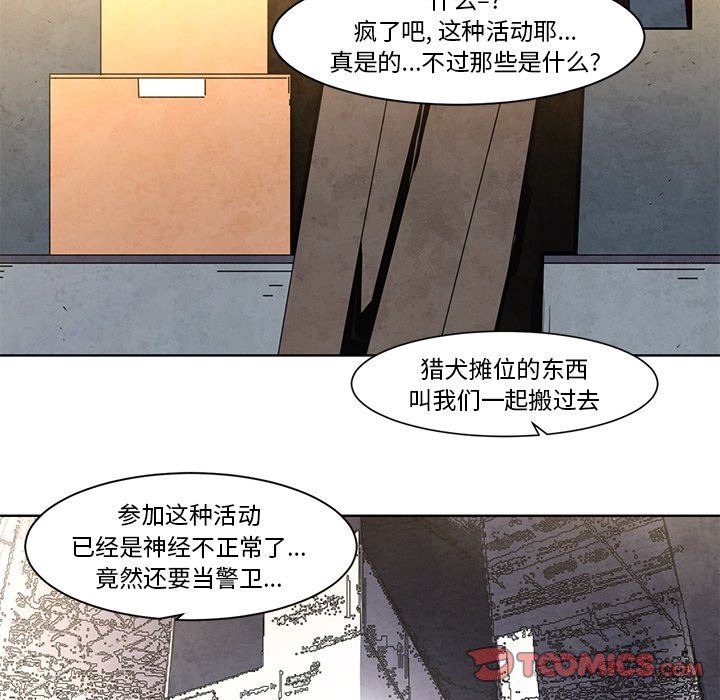 什么=?
疯了吧, 这种活动耶...
真是的...不过那些是什么?
猎犬摊位的东西
叫我们一起搬过去
参加这种活动
已经是神经不正常了...
竟然还要当警卫...
TCOMICS.COM